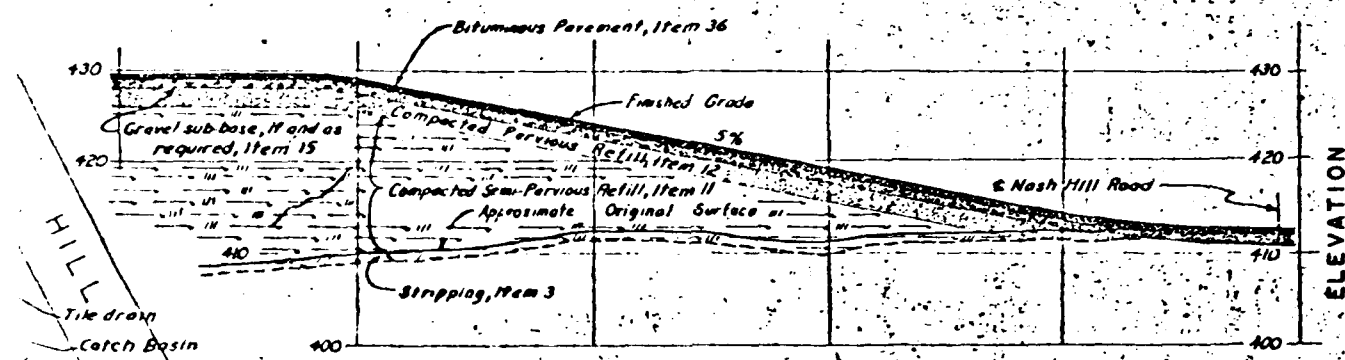 Bituminous Pavement, Item 36
430
430
Finished Grade
Gravel sub-base, if and as
required, Item 15
Compacted Pervious Refill, Item 12
5%
420
420
℄ Nash Hill Road
Compacted Semi-Pervious Refill, Item 11
Approximate Original Surface
410
410
HILL
Stripping, Item 3
Tile drain
Catch Basin
400
400
ELEVATION